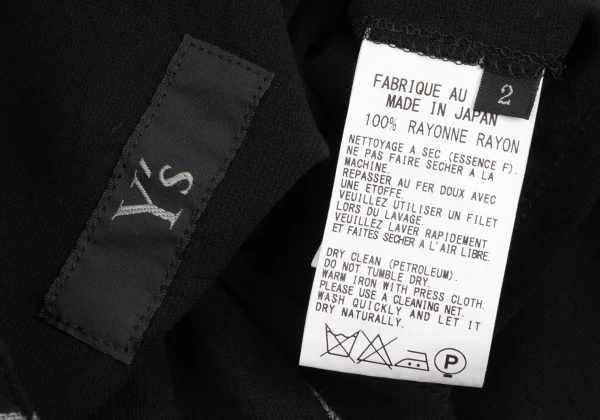 Y's
2
FABRIQUE AU
MADE IN JAPAN
100% RAYONNE RAYON
NETTOYAGE A SEC (ESSENCE F).
NE PAS FAIRE SECHER A LA
MACHINE.
REPASSER AU FER DOUX AVEC
UNE ETOFFE.
VEUILLEZ UTILISER UN FILET
LORS DU LAVAGE.
VEUILLEZ LAVER RAPIDEMENT
ET FAITES SECHER A L'AIR LIBRE.
DRY CLEAN (PETROLEUM).
DO NOT TUMBLE DRY.
WARM IRON WITH PRESS CLOTH.
PLEASE USE A CLEANING NET.
WASH QUICKLY AND LET IT
DRY NATURALLY.
P